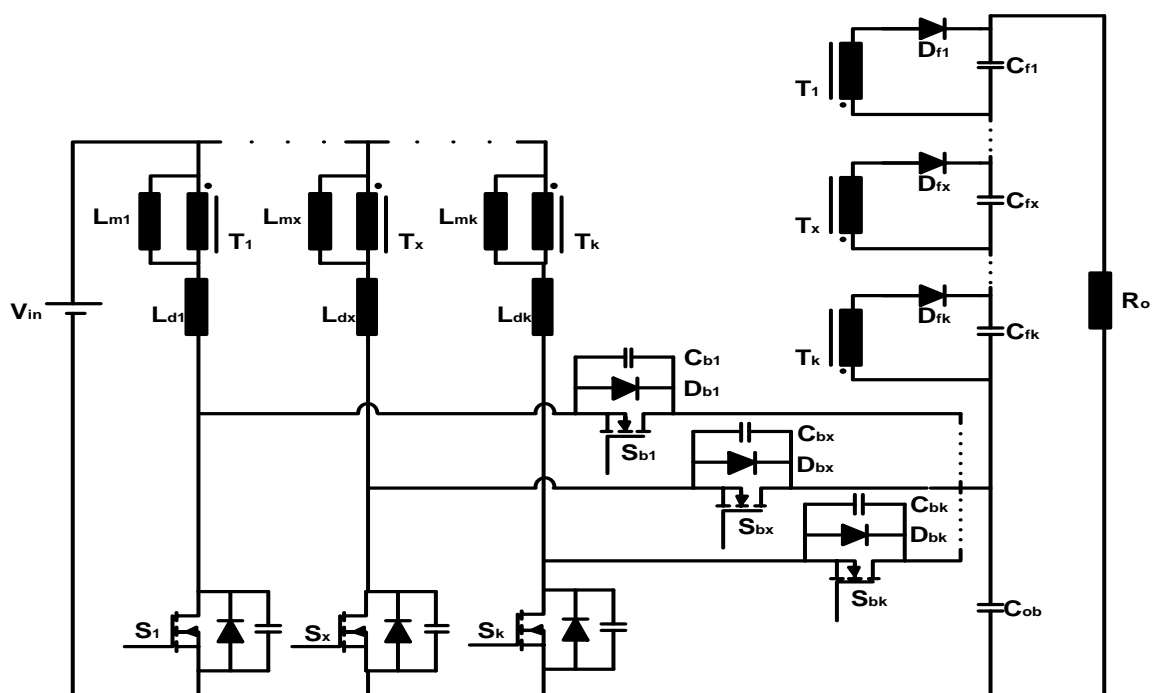 Df1
Cf1
T1
Dfx
Cfx
Tx
Lm1
T1
Lmx
Tx
Lmk
Tk
Vin
Ld1
Ldx
Ldk
Dfk
Cfk
Tk
Ro
Cb1
Db1
Sb1
Cbx
Dbx
Sbx
Cbk
Dbk
Sbk
Cob
S1
Sx
Sk